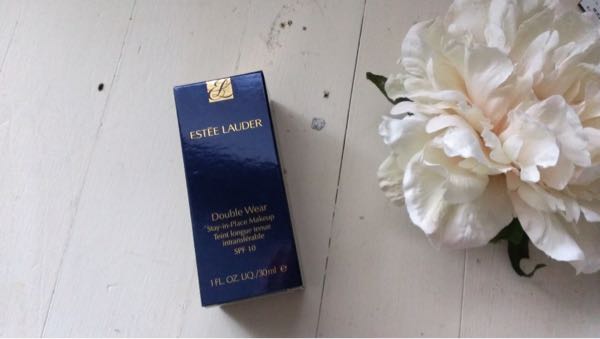 ESTĒE LAUDER
Double Wear
Stay-in-Place Makeup
Teint longue tenue
intransférable
SPF 10
1 FL. OZ. LIQ./30 ml e